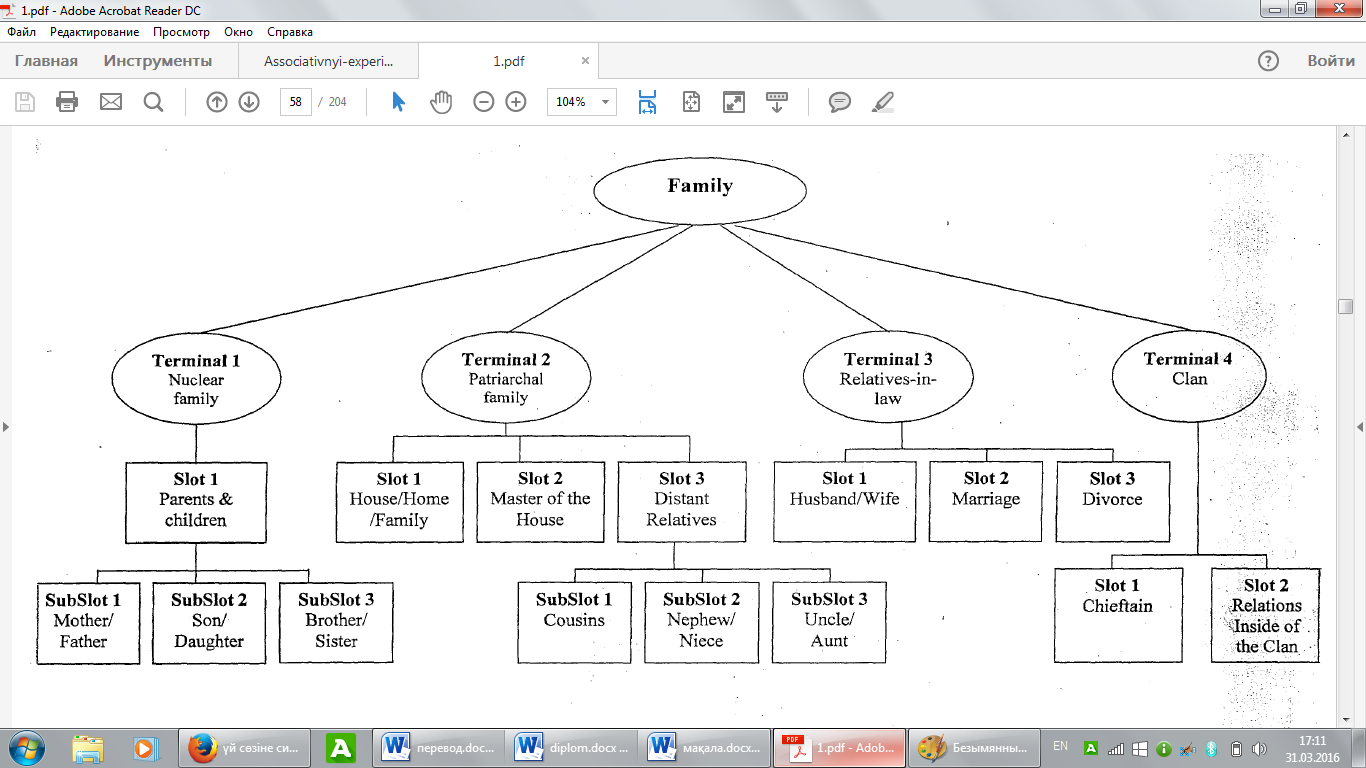 1.pdf - Adobe Acrobat Reader DC
Файл Редактирование Просмотр Окно Справка
Главная Инструменты Associativnyi-experi... 1.pdf × ? Войти
58 / 204 104%
Family
Terminal 1
Nuclear
family
Terminal 2
Patriarchal
family
Terminal 3
Relatives-in-
law
Terminal 4
Clan
Slot 1
Parents &
children
Slot 1
House/Home
/Family
Slot 2
Master of the
House
Slot 3
Distant
Relatives
Slot 1
Husband/Wife
Slot 2
Marriage
Slot 3
Divorce
SubSlot 1
Mother/
Father
SubSlot 2
Son/
Daughter
SubSlot 3
Brother/
Sister
SubSlot 1
Cousins
SubSlot 2
Nephew/
Niece
SubSlot 3
Uncle/
Aunt
Slot 1
Chieftain
Slot 2
Relations
Inside of
the Clan
үй сөзіне си... перевод.doc... diplom.docx ... мақала.docx... 1.pdf - Adob... Безымянны... EN 17:11
31.03.2016